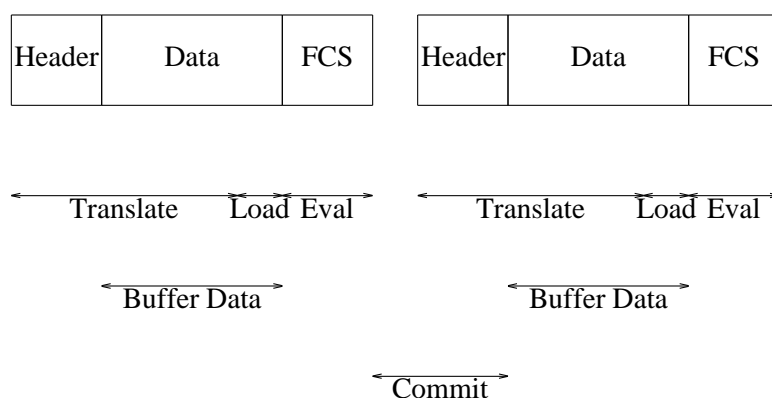 Header Data FCS Header Data FCS
Translate Load Eval Translate Load Eval
Buffer Data Buffer Data
Commit